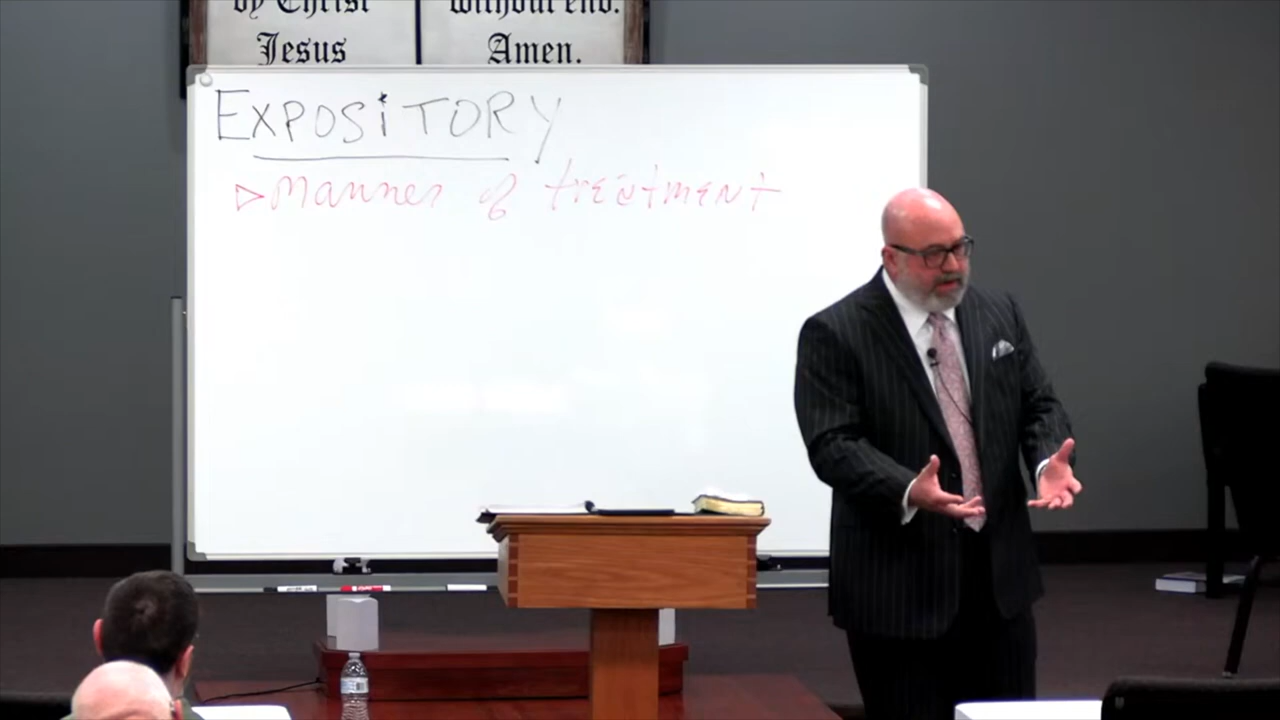 by Christ
Jesus
without end.
Amen.
EXPOSiTORY
▷ Manner of treatment